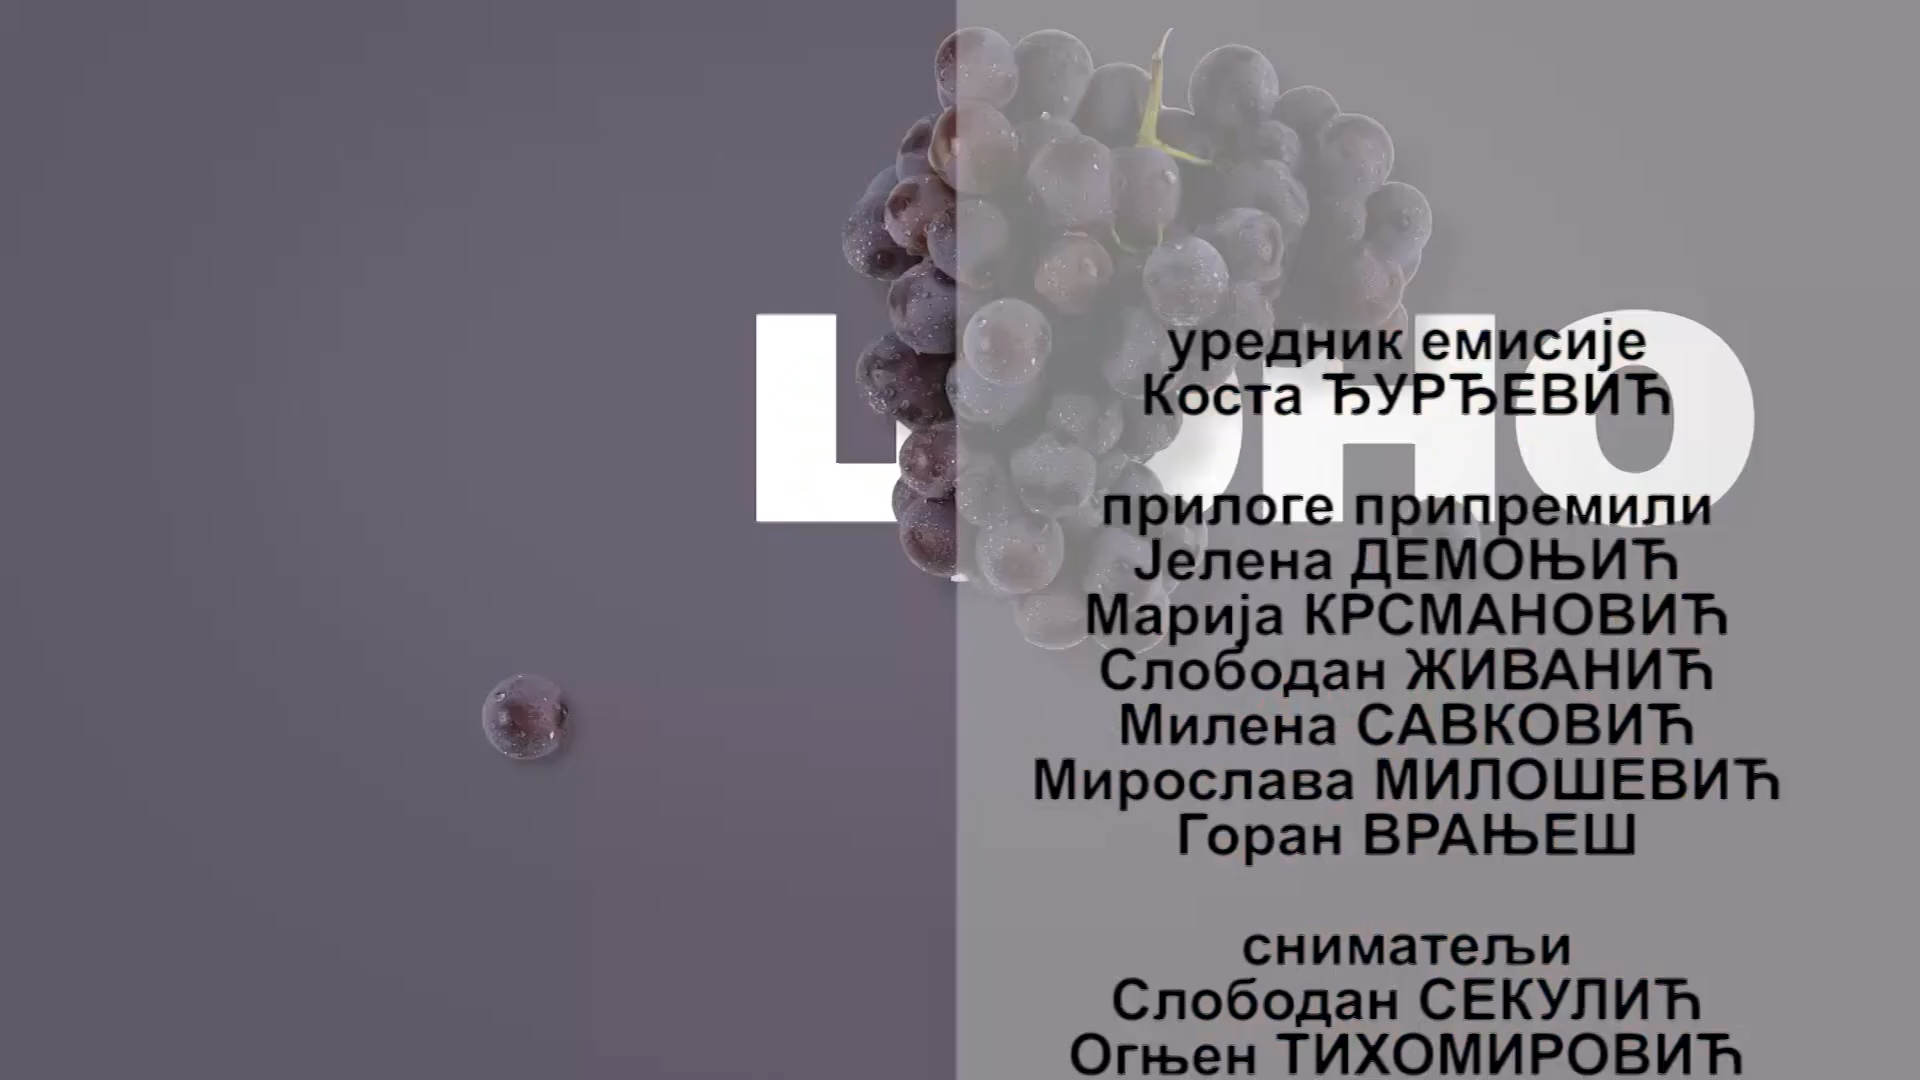 уредник емисије
Коста ЂУРЂЕВИЋ
прилоге припремили
Јелена ДЕМОЊИЋ
Марија КРСМАНОВИЋ
Слободан ЖИВАНИЋ
Милена САВКОВИЋ
Мирослава МИЛОШЕВИЋ
Горан ВРАЊЕШ
сниматељи
Слободан СЕКУЛИЋ
Огњен ТИХОМИРОВИЋ